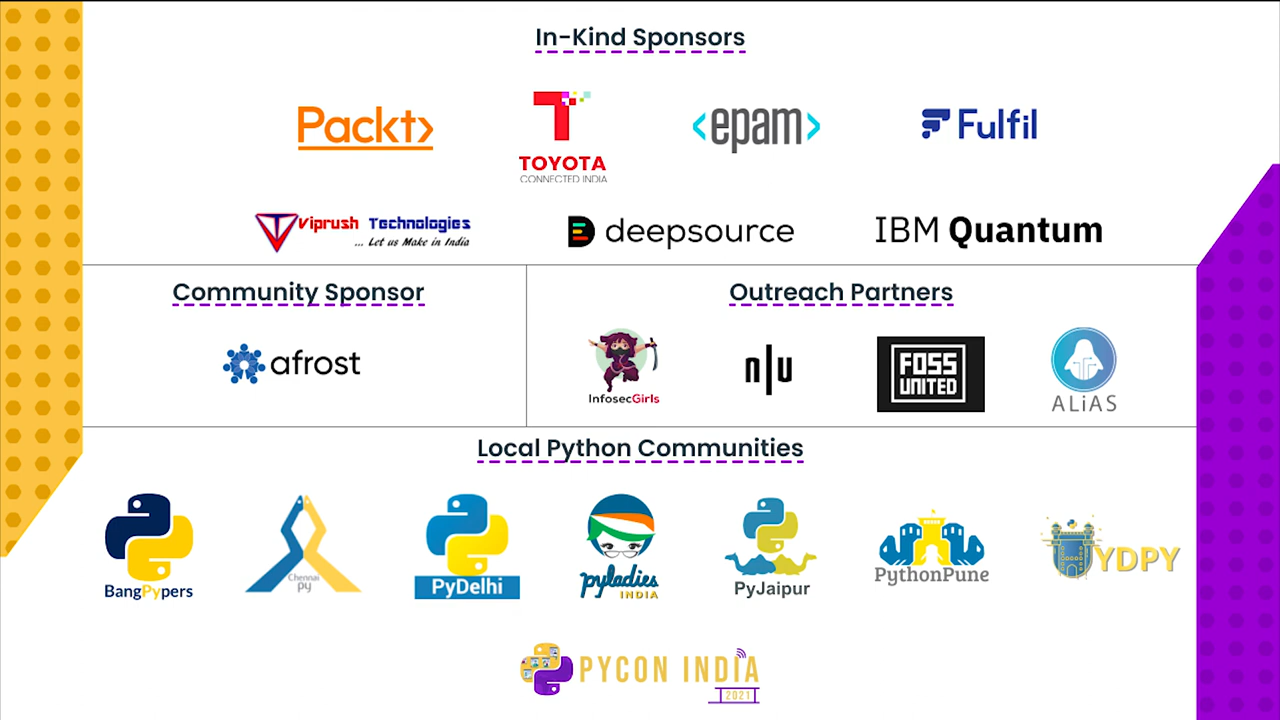 In-Kind Sponsors
Packt
TOYOTA
CONNECTED INDIA
<epam>
Fulfil
Viprush Technologies
... Let us Make in India
deepsource
IBM Quantum
Community Sponsor
afrost
Outreach Partners
InfosecGirls
n|u
FOSS
UNITED
ALiAS
Local Python Communities
BangPypers
Chennai
py
PyDelhi
pyladies
INDIA
PyJaipur
PythonPune
YDPY
PYCON INDIA
2021